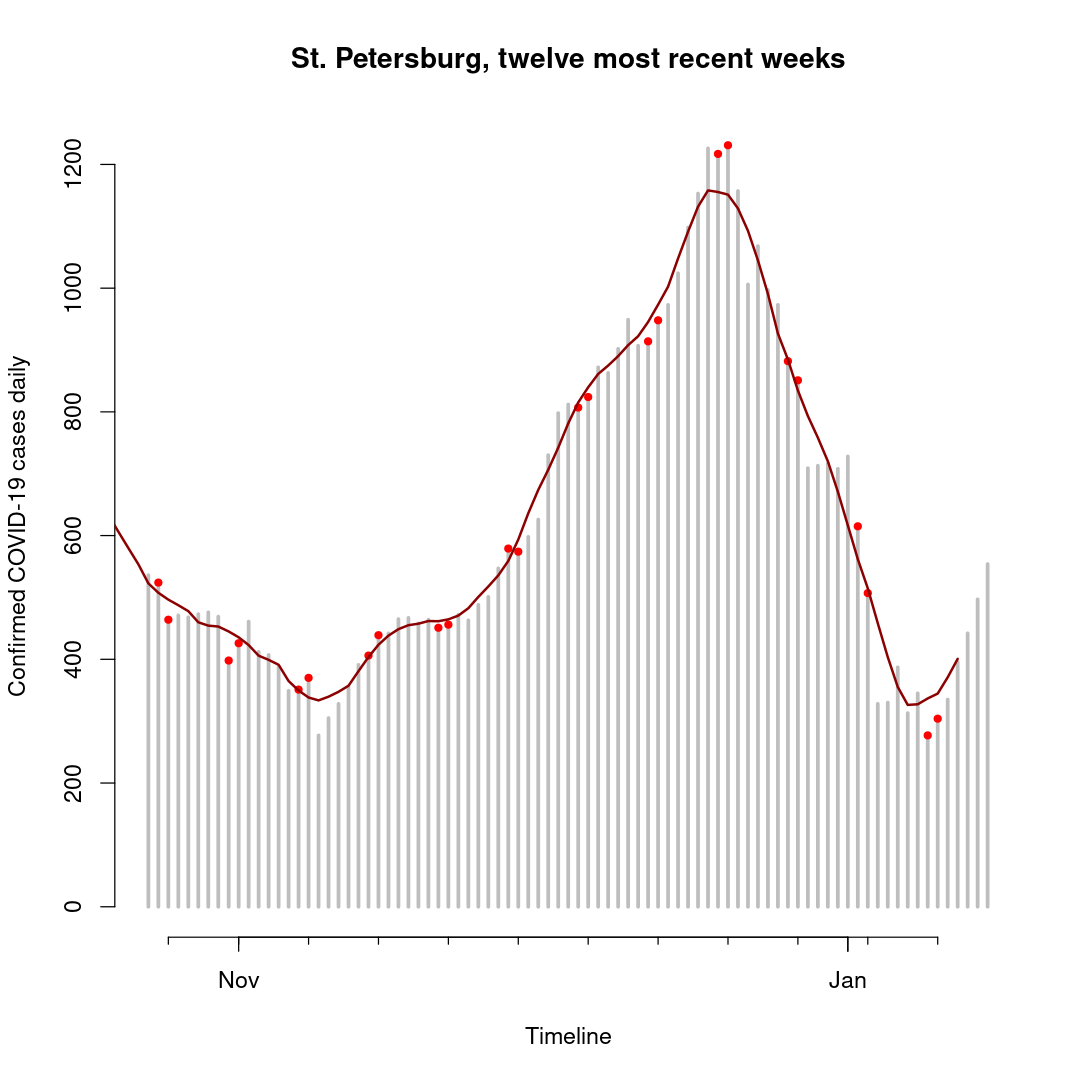 St. Petersburg, twelve most recent weeks
Confirmed COVID-19 cases daily
1200
1000
800
600
400
200
0
Nov
Jan
Timeline